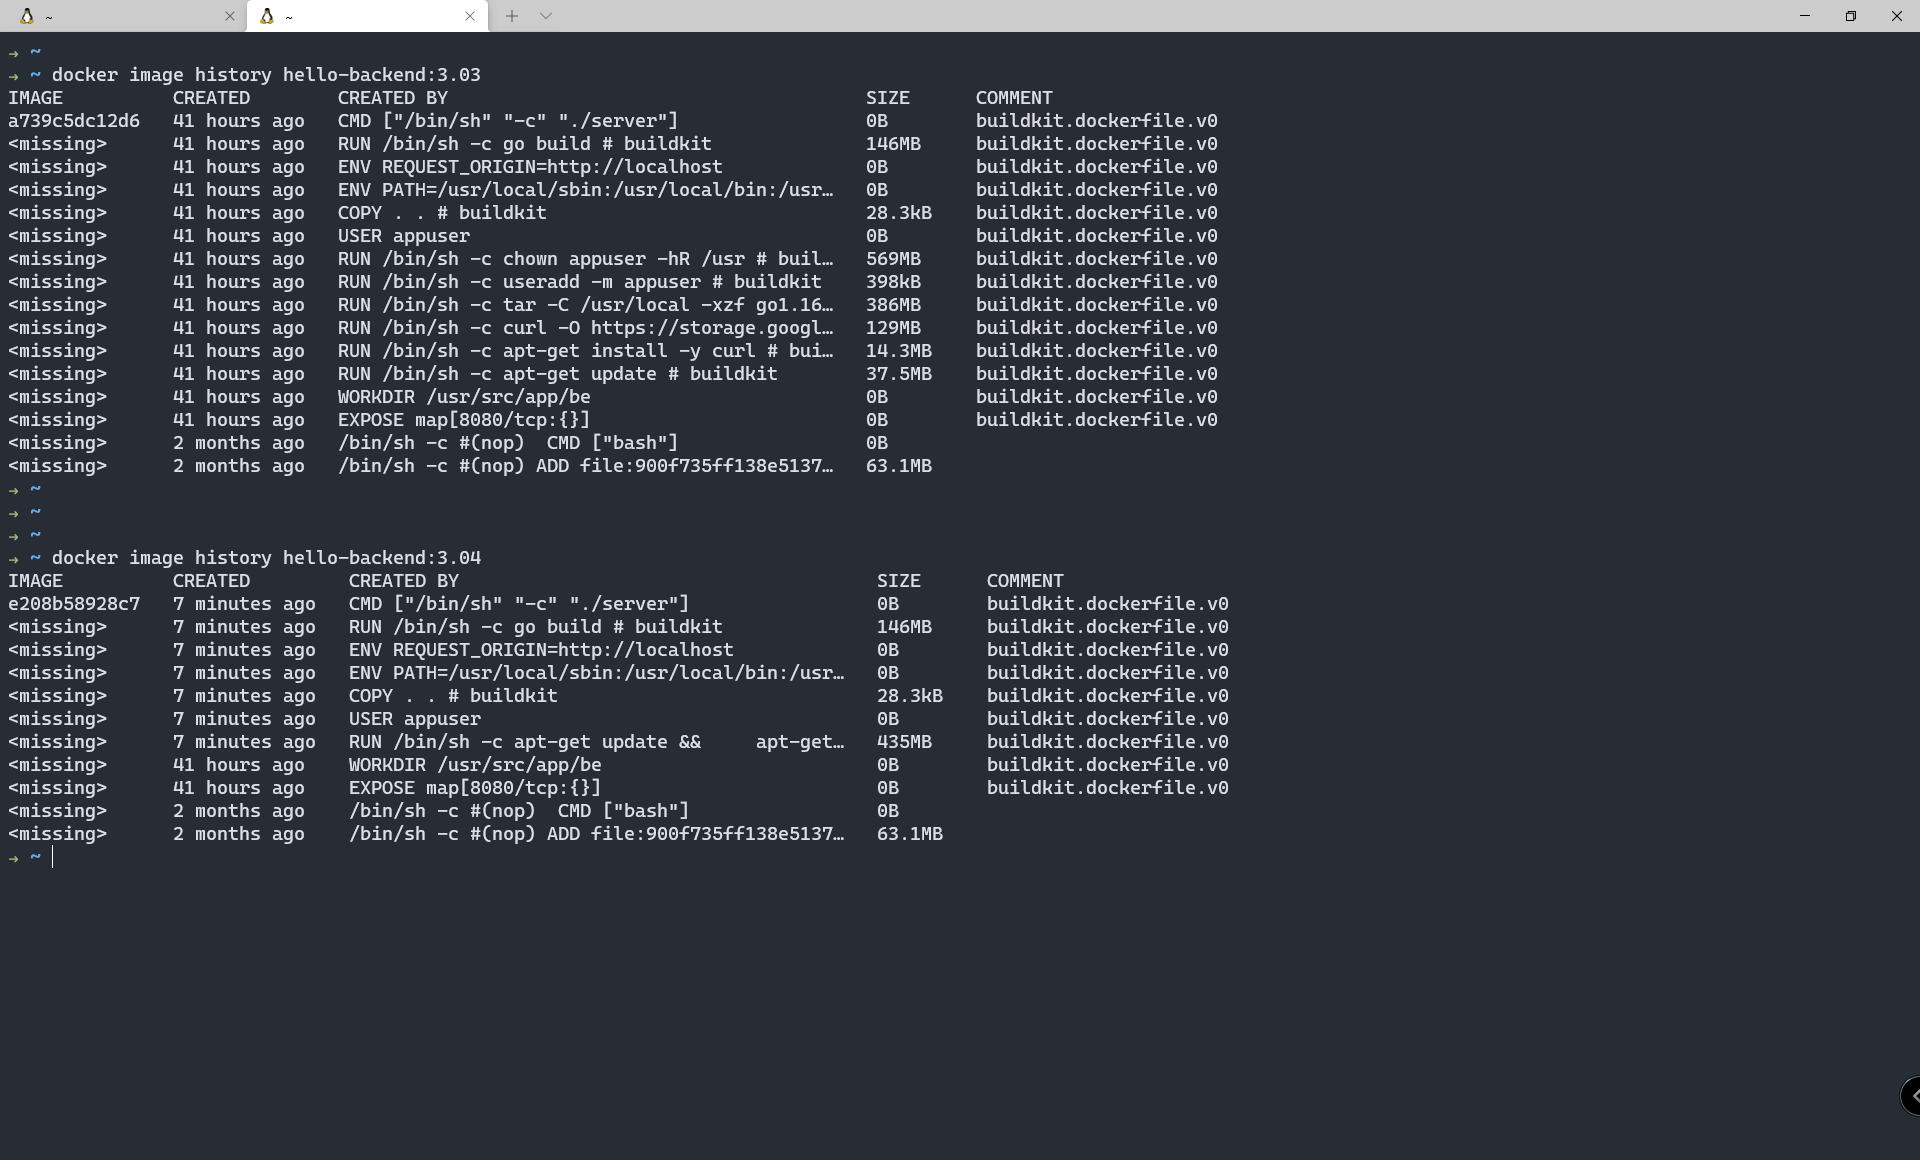 ~
~
→ ~
→ ~ docker image history hello-backend:3.03
IMAGE          CREATED        CREATED BY                                      SIZE      COMMENT
a739c5dc12d6   41 hours ago   CMD ["/bin/sh" "-c" "./server"]                 0B        buildkit.dockerfile.v0
<missing>      41 hours ago   RUN /bin/sh -c go build # buildkit              146MB     buildkit.dockerfile.v0
<missing>      41 hours ago   ENV REQUEST_ORIGIN=http://localhost             0B        buildkit.dockerfile.v0
<missing>      41 hours ago   ENV PATH=/usr/local/sbin:/usr/local/bin:/usr…   0B        buildkit.dockerfile.v0
<missing>      41 hours ago   COPY . . # buildkit                             28.3kB    buildkit.dockerfile.v0
<missing>      41 hours ago   USER appuser                                    0B        buildkit.dockerfile.v0
<missing>      41 hours ago   RUN /bin/sh -c chown appuser -hR /usr # buil…   569MB     buildkit.dockerfile.v0
<missing>      41 hours ago   RUN /bin/sh -c useradd -m appuser # buildkit    398kB     buildkit.dockerfile.v0
<missing>      41 hours ago   RUN /bin/sh -c tar -C /usr/local -xzf go1.16…   386MB     buildkit.dockerfile.v0
<missing>      41 hours ago   RUN /bin/sh -c curl -O https://storage.googl…   129MB     buildkit.dockerfile.v0
<missing>      41 hours ago   RUN /bin/sh -c apt-get install -y curl # bui…   14.3MB    buildkit.dockerfile.v0
<missing>      41 hours ago   RUN /bin/sh -c apt-get update # buildkit        37.5MB    buildkit.dockerfile.v0
<missing>      41 hours ago   WORKDIR /usr/src/app/be                         0B        buildkit.dockerfile.v0
<missing>      41 hours ago   EXPOSE map[8080/tcp:{}]                         0B        buildkit.dockerfile.v0
<missing>      2 months ago   /bin/sh -c #(nop)  CMD ["bash"]                 0B
<missing>      2 months ago   /bin/sh -c #(nop) ADD file:900f735ff138e5137…   63.1MB
→ ~
→ ~
→ ~
→ ~ docker image history hello-backend:3.04
IMAGE          CREATED         CREATED BY                                      SIZE      COMMENT
e208b58928c7   7 minutes ago   CMD ["/bin/sh" "-c" "./server"]                 0B        buildkit.dockerfile.v0
<missing>      7 minutes ago   RUN /bin/sh -c go build # buildkit              146MB     buildkit.dockerfile.v0
<missing>      7 minutes ago   ENV REQUEST_ORIGIN=http://localhost             0B        buildkit.dockerfile.v0
<missing>      7 minutes ago   ENV PATH=/usr/local/sbin:/usr/local/bin:/usr…   0B        buildkit.dockerfile.v0
<missing>      7 minutes ago   COPY . . # buildkit                             28.3kB    buildkit.dockerfile.v0
<missing>      7 minutes ago   USER appuser                                    0B        buildkit.dockerfile.v0
<missing>      7 minutes ago   RUN /bin/sh -c apt-get update &&     apt-get…   435MB     buildkit.dockerfile.v0
<missing>      41 hours ago    WORKDIR /usr/src/app/be                         0B        buildkit.dockerfile.v0
<missing>      41 hours ago    EXPOSE map[8080/tcp:{}]                         0B        buildkit.dockerfile.v0
<missing>      2 months ago    /bin/sh -c #(nop)  CMD ["bash"]                 0B
<missing>      2 months ago    /bin/sh -c #(nop) ADD file:900f735ff138e5137…   63.1MB
→ ~